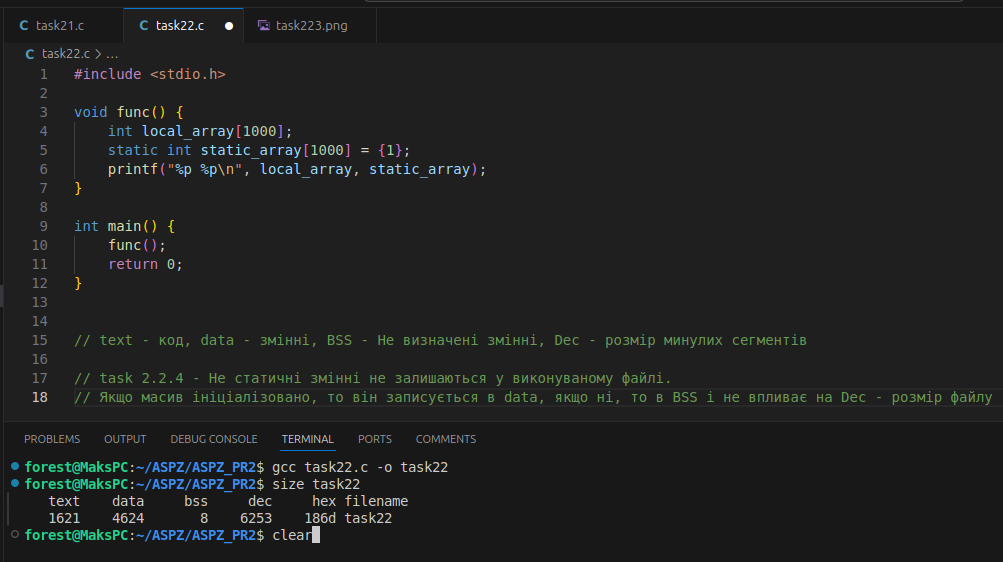 C task21.c
C task22.c ●
task223.png
C task22.c > ...
1 #include <stdio.h>
2
3 void func() {
4     int local_array[1000];
5     static int static_array[1000] = {1};
6     printf("%p %p\n", local_array, static_array);
7 }
8
9 int main() {
10     func();
11     return 0;
12 }
13
14
15 // text - код, data - змінні, BSS - Не визначені змінні, Dec - розмір минулих сегментів
16
17 // task 2.2.4 - Не статичні змінні не залишаються у виконуваному файлі.
18 // Якщо масив ініціалізовано, то він записується в data, якщо ні, то в BSS і не впливає на Dec - розмір файлу
PROBLEMS OUTPUT DEBUG CONSOLE TERMINAL PORTS COMMENTS
forest@MaksPC:~/ASPZ/ASPZ_PR2$ gcc task22.c -o task22
forest@MaksPC:~/ASPZ/ASPZ_PR2$ size task22
   text    data     bss     dec     hex filename
   1621    4624       8    6253    186d task22
forest@MaksPC:~/ASPZ/ASPZ_PR2$ clear